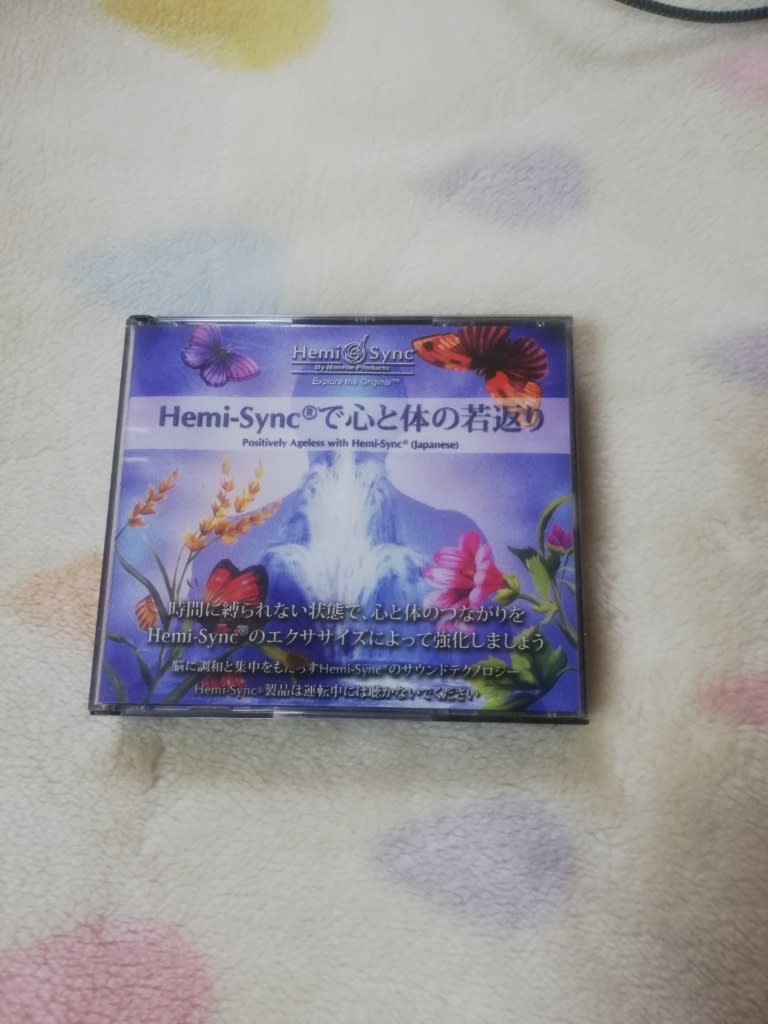 Hemi Sync®
By Monroe Products
Explore the Original™
Hemi-Sync®で心と体の若返り
Positively Ageless with Hemi-Sync® (Japanese)
時間に縛られない状態で、心と体のつながりを
Hemi-Sync®のエクササイズによって強化しましょう
脳に調和と集中をもたらすHemi-Sync®のサウンドテクノロジー
Hemi-Sync®製品は運転中には聴かないでください